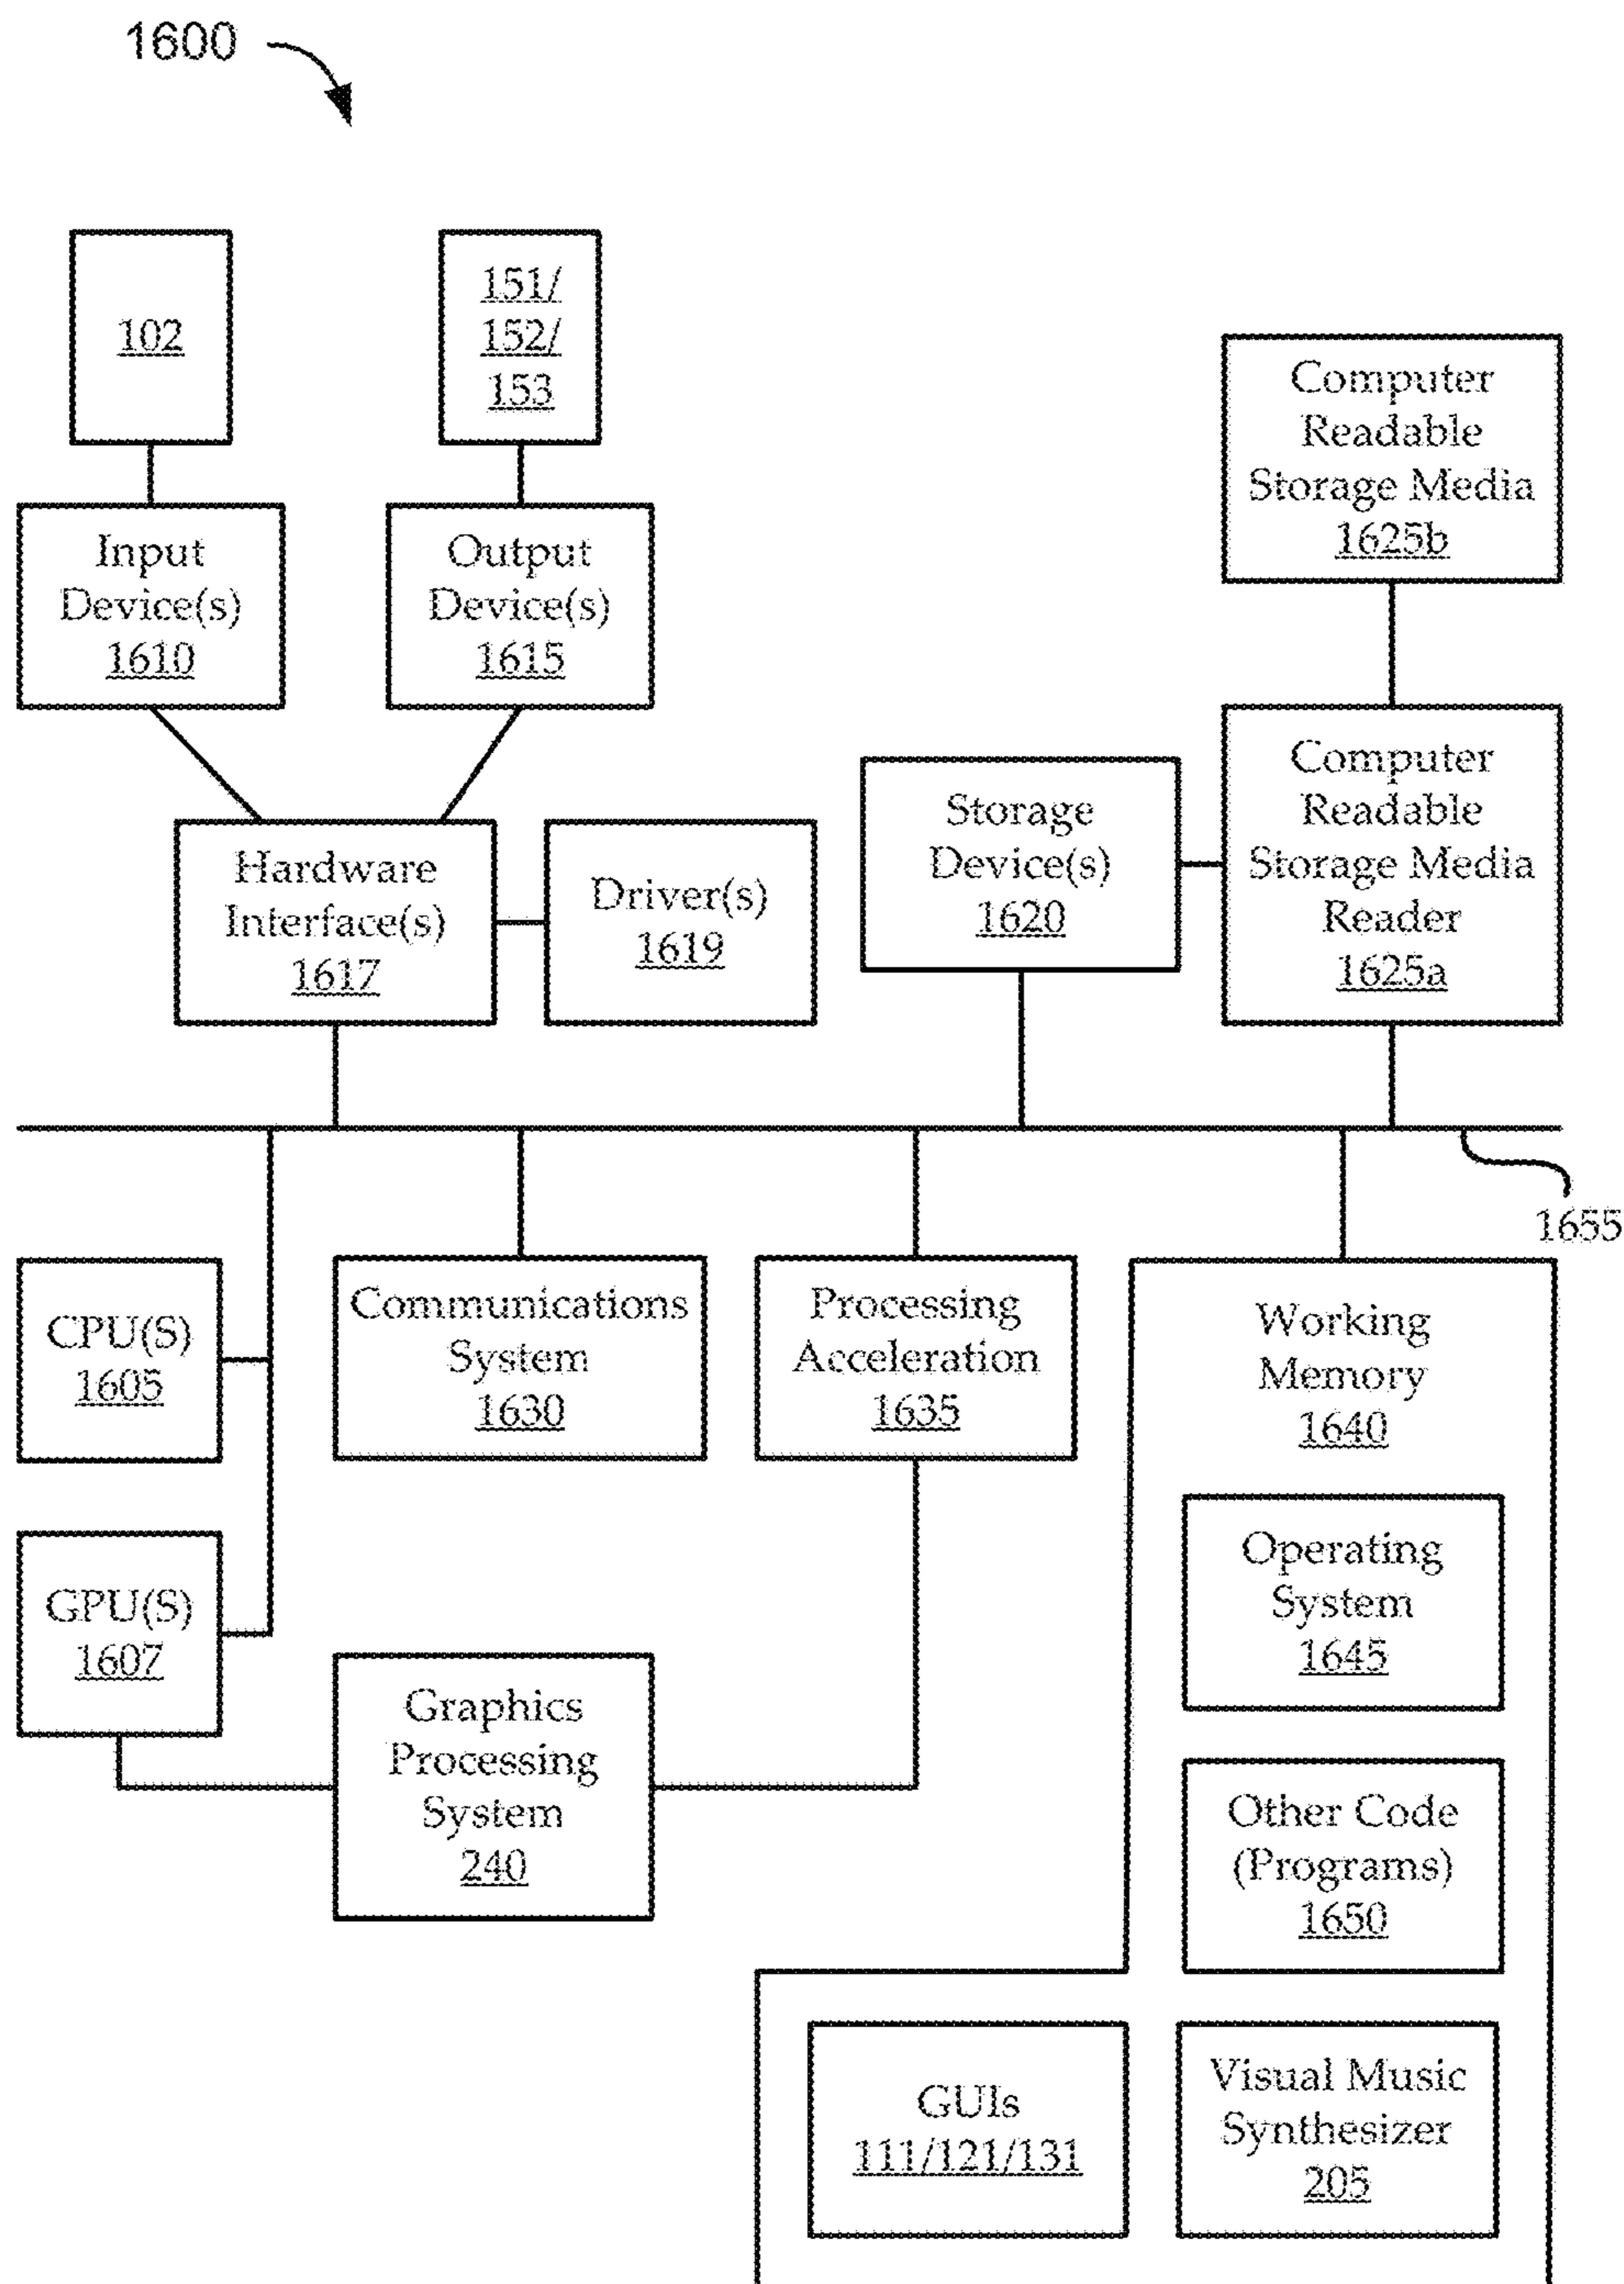 1600
102
151/
152/
153
Computer
Readable
Storage Media
1625b
Input
Device(s)
1610
Output
Device(s)
1615
Computer
Readable
Storage Media
Reader
1625a
Storage
Device(s)
1620
Hardware
Interface(s)
1617
Driver(s)
1619
1655
CPU(S)
1605
Communications
System
1630
Processing
Acceleration
1635
Working
Memory
1640
Operating
System
1645
GPU(S)
1607
Graphics
Processing
System
240
Other Code
(Programs)
1650
GUIs
111/121/131
Visual Music
Synthesizer
205